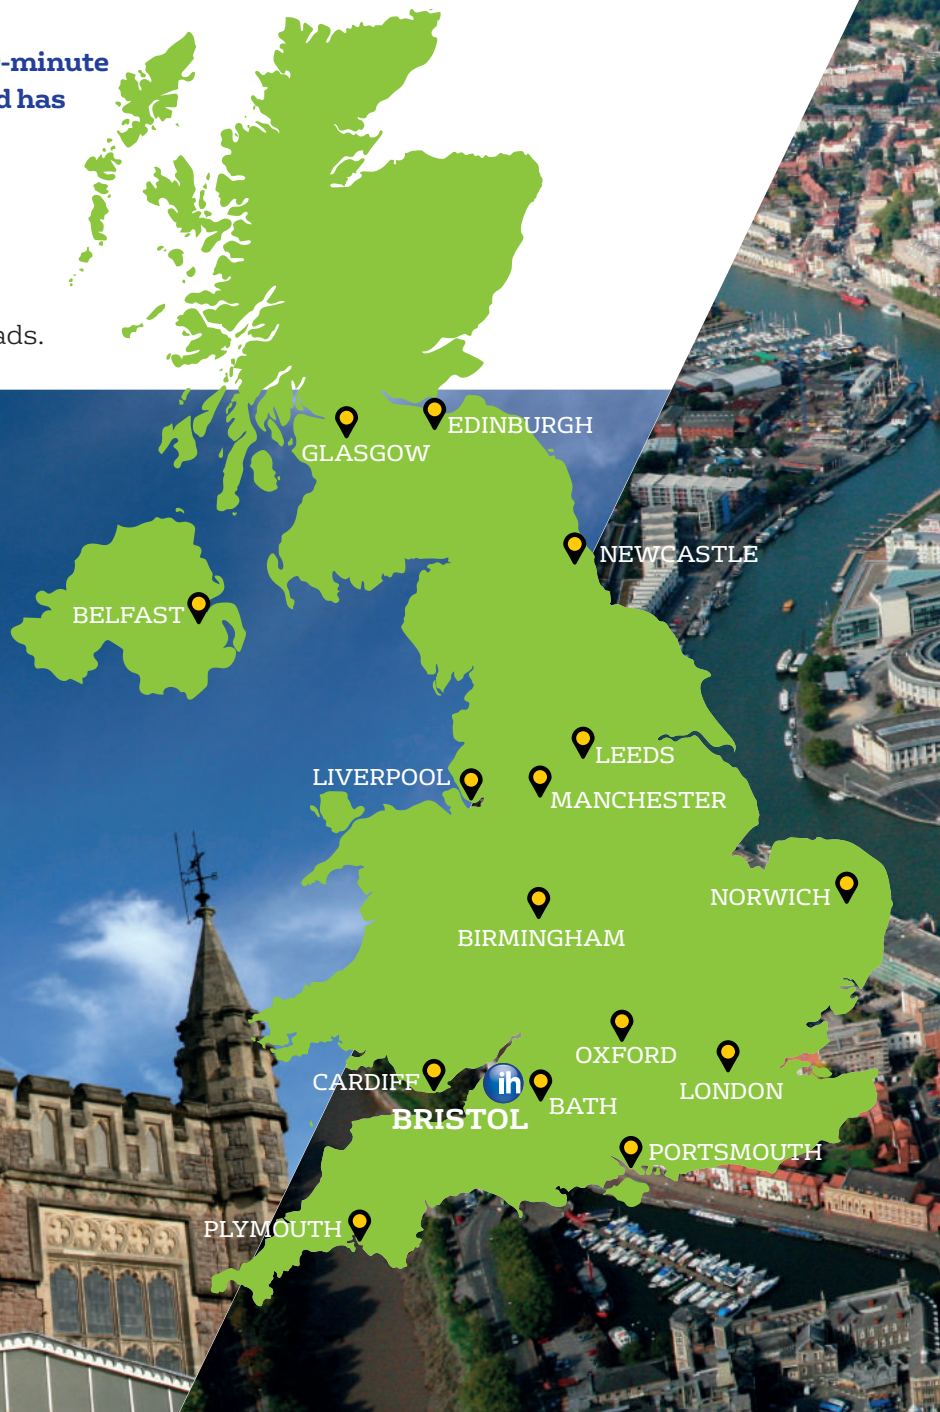 -minute
d has
ads.
EDINBURGH
GLASGOW
NEWCASTLE
BELFAST
LEEDS
LIVERPOOL
MANCHESTER
NORWICH
BIRMINGHAM
OXFORD
CARDIFF
ih
LONDON
BATH
BRISTOL
PORTSMOUTH
PLYMOUTH